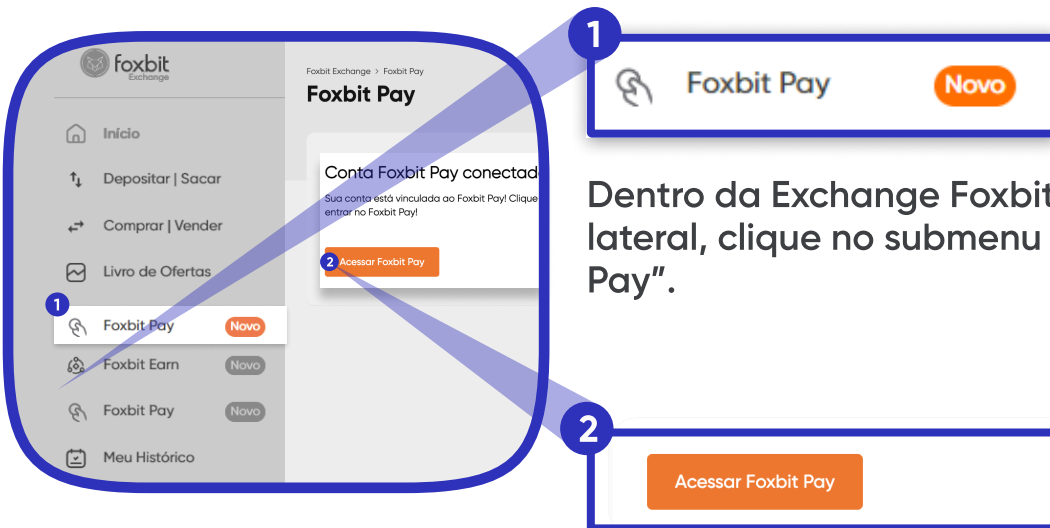 foxbit
Exchange
Início
Depositar | Sacar
Comprar | Vender
Livro de Ofertas
1
Foxbit Pay Novo
Foxbit Earn Novo
Foxbit Pay Novo
Meu Histórico
Foxbit Exchange > Foxbit Pay
Foxbit Pay
Conta Foxbit Pay conectad
Sua conta está vinculada ao Foxbit Pay! Clique
entrar no Foxbit Pay!
2 Acessar Foxbit Pay
1
Foxbit Pay Novo
Dentro da Exchange Foxbit
lateral, clique no submenu
Pay”.
2
Acessar Foxbit Pay